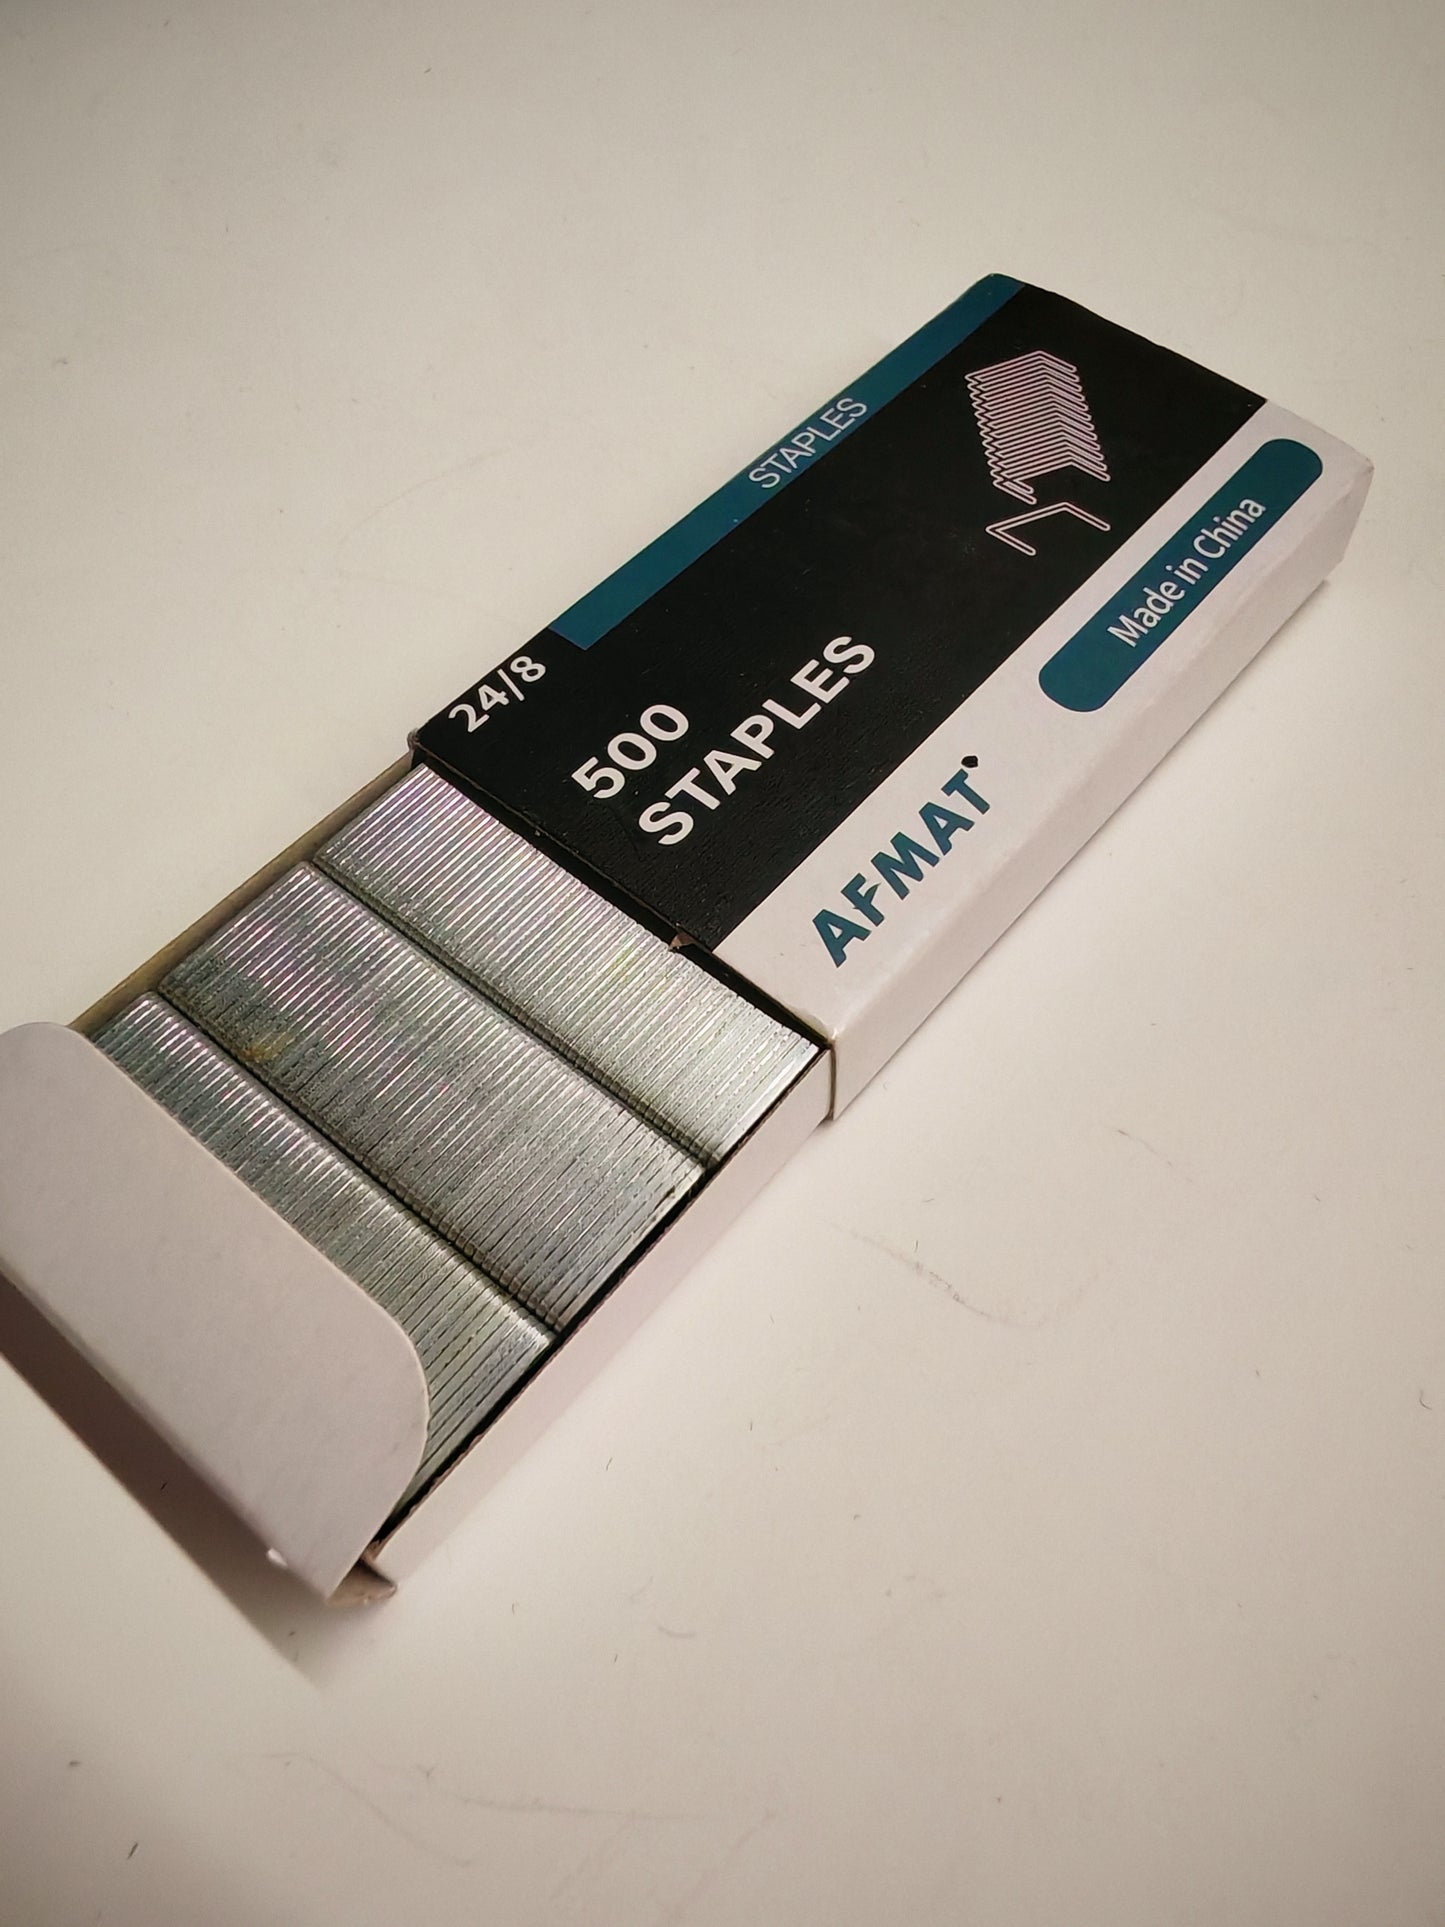 STAPLES
24/8
500
STAPLES
Made in China
AFMAT